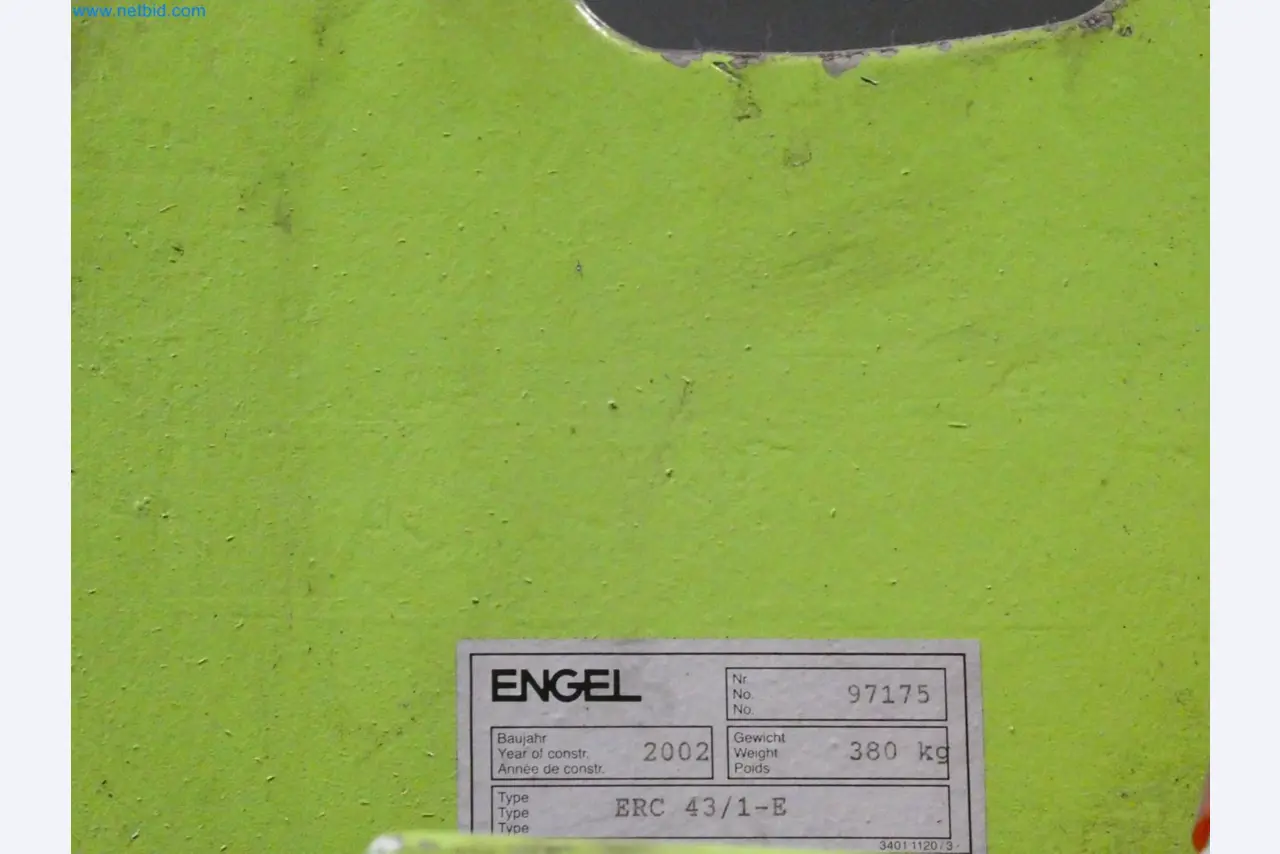 www.netbid.com
ENGEL
Nr
No.
No.
97175
Baujahr
Year of constr.
Année de constr.
2002
Gewicht
Weight
Poids
380 kg
Type
Type
Type
ERC 43/1-E
3401 1120/3